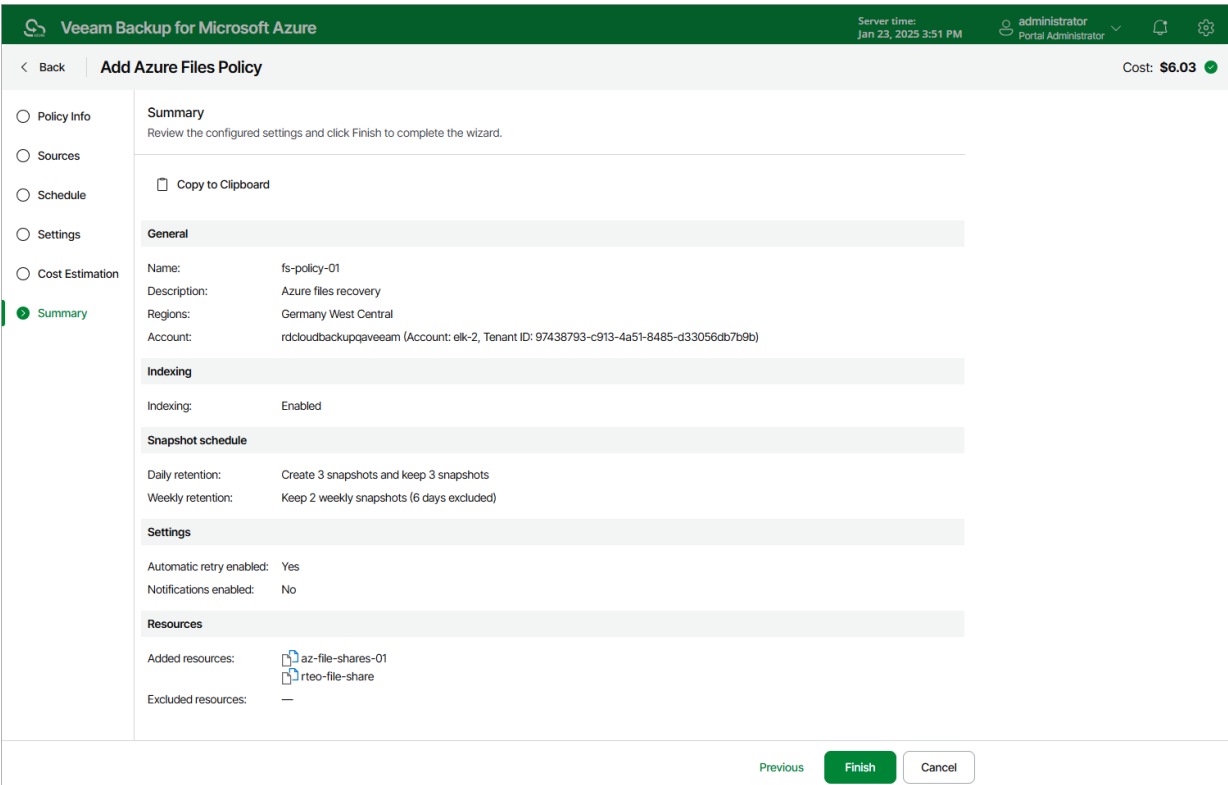 Veeam Backup for Microsoft Azure
Server time:
Jan 23, 2025 3:51 PM
administrator
Portal Administrator
Back
Add Azure Files Policy
Cost: $6.03
Policy Info
Sources
Schedule
Settings
Cost Estimation
Summary
Summary
Review the configured settings and click Finish to complete the wizard.
Copy to Clipboard
General
Name: fs-policy-01
Description: Azure files recovery
Regions: Germany West Central
Account: rdcloudbackupqaveeam (Account: elk-2, Tenant ID: 97438793-c913-4a51-8485-d33056db7b9b)
Indexing
Indexing: Enabled
Snapshot schedule
Daily retention: Create 3 snapshots and keep 3 snapshots
Weekly retention: Keep 2 weekly snapshots (6 days excluded)
Settings
Automatic retry enabled: Yes
Notifications enabled: No
Resources
Added resources: az-file-shares-01
rteo-file-share
Excluded resources: —
Previous
Finish
Cancel